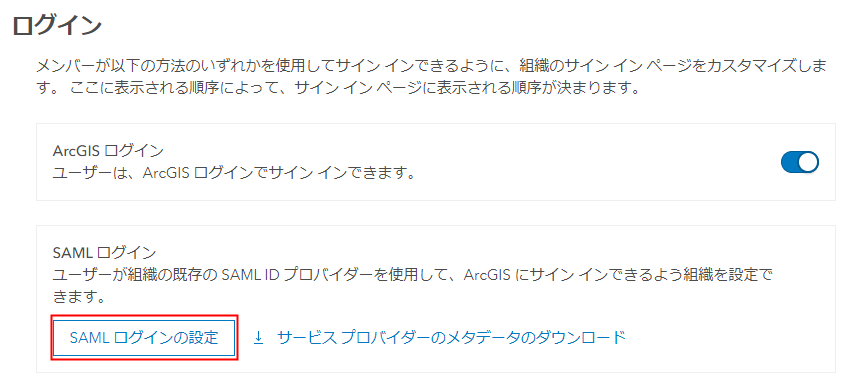 ログイン
メンバーが以下の方法のいずれかを使用してサイン インできるように、組織のサイン イン ページをカスタマイズしま
す。 ここに表示される順序によって、サイン イン ページに表示される順序が決まります。
ArcGIS ログイン
ユーザーは、ArcGIS ログインでサイン インできます。
SAML ログイン
ユーザーが組織の既存の SAML ID プロバイダーを使用して、ArcGIS にサイン インできるよう組織を設定で
きます。
SAML ログインの設定 サービス プロバイダーのメタデータのダウンロード